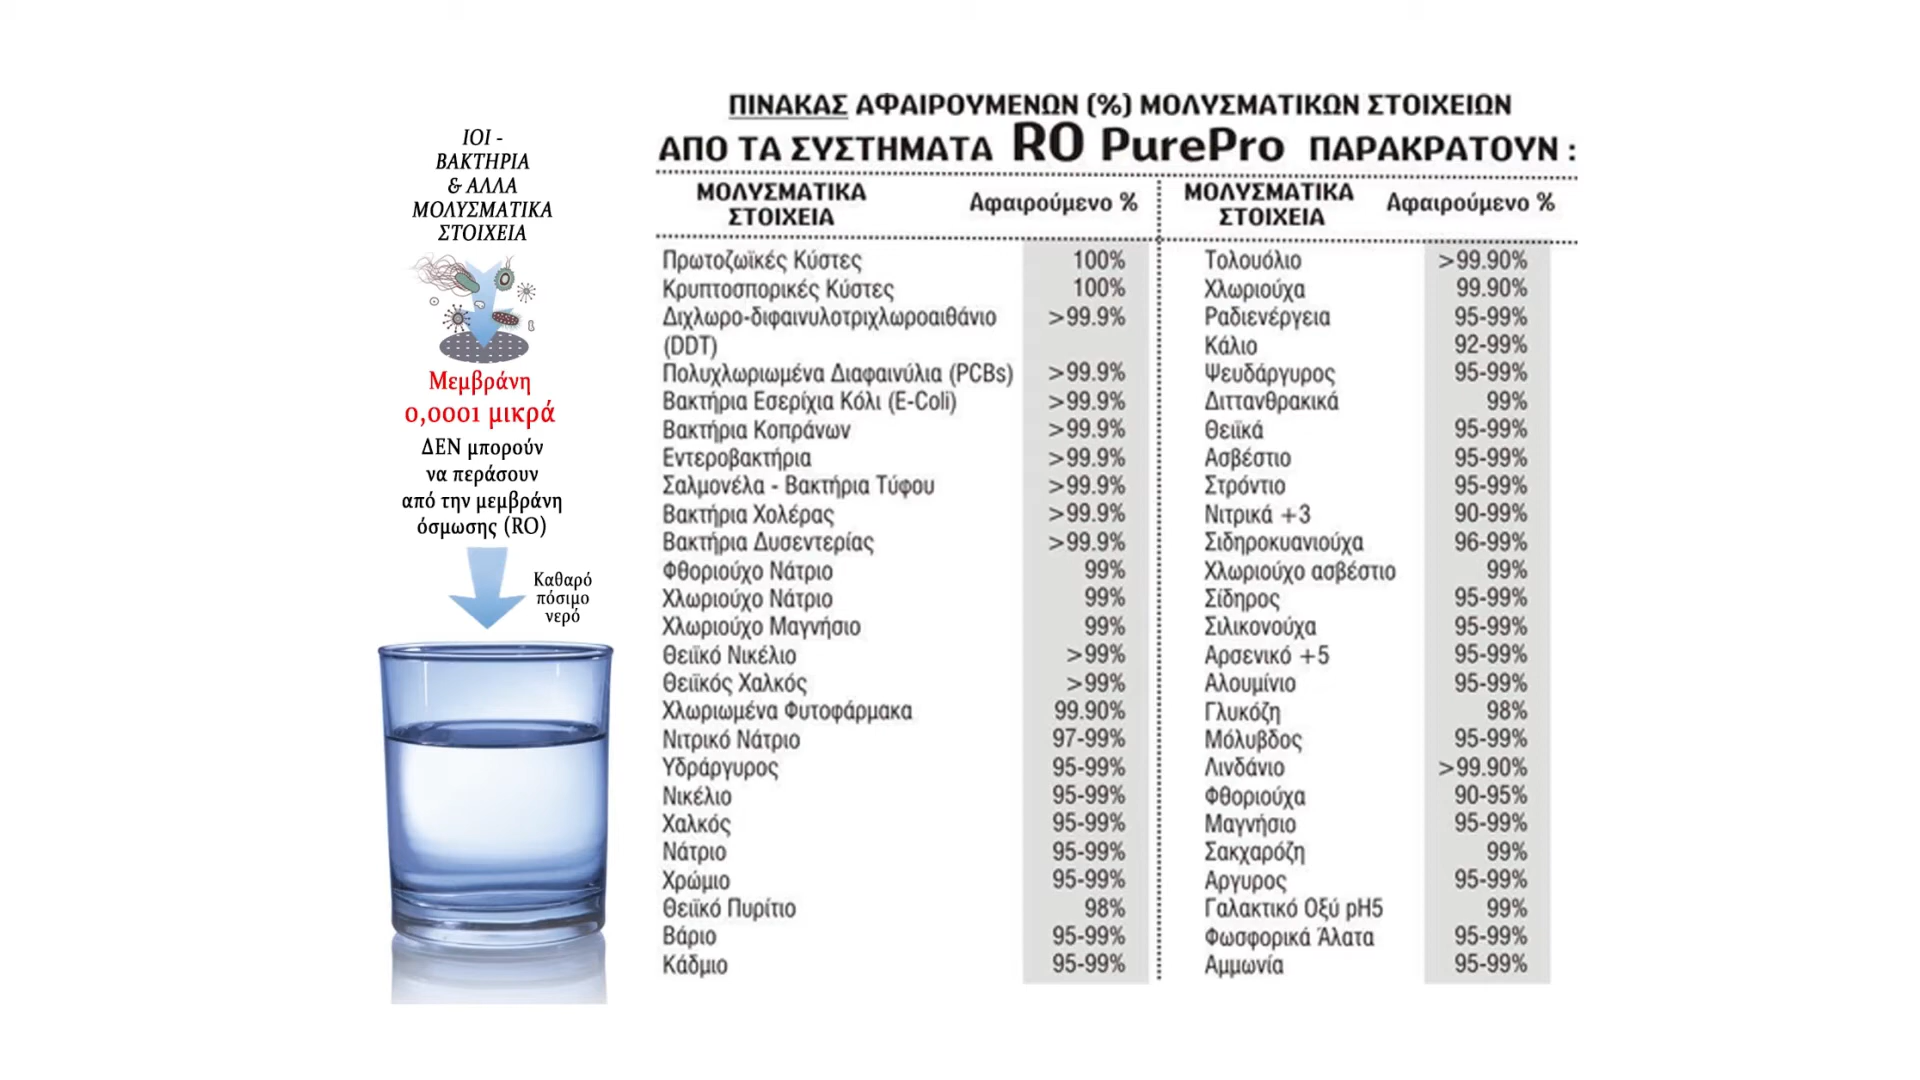 ΙΟΙ -
ΒΑΚΤΗΡΙΑ
& ΑΛΛΑ
ΜΟΛΥΣΜΑΤΙΚΑ
ΣΤΟΙΧΕΙΑ
Μεμβράνη
0,0001 μικρά
ΔΕΝ μπορούν
να περάσουν
από την μεμβράνη
όσμωσης (RO)
Καθαρό
πόσιμο
νερό
ΠΙΝΑΚΑΣ ΑΦΑΙΡΟΥΜΕΝΩΝ (%) ΜΟΛΥΣΜΑΤΙΚΩΝ ΣΤΟΙΧΕΙΩΝ
ΑΠΟ ΤΑ ΣΥΣΤΗΜΑΤΑ RO PurePro ΠΑΡΑΚΡΑΤΟΥΝ :
ΜΟΛΥΣΜΑΤΙΚΑ
ΣΤΟΙΧΕΙΑ
Αφαιρούμενο %
Πρωτοζωϊκές Κύστες 100%
Κρυπτοσπορικές Κύστες 100%
Διχλωρο-διφαινυλοτριχλωροαιθάνιο >99.9%
(DDT)
Πολυχλωριωμένα Διαφαινύλια (PCBs) >99.9%
Βακτήρια Εσερίχια Κόλι (E-Coli) >99.9%
Βακτήρια Κοπράνων >99.9%
Εντεροβακτήρια >99.9%
Σαλμονέλα - Βακτήρια Τύφου >99.9%
Βακτήρια Χολέρας >99.9%
Βακτήρια Δυσεντερίας >99.9%
Φθοριούχο Νάτριο 99%
Χλωριούχο Νάτριο 99%
Χλωριούχο Μαγνήσιο 99%
Θειϊκό Νικέλιο >99%
Θειϊκός Χαλκός >99%
Χλωριωμένα Φυτοφάρμακα 99.90%
Νιτρικό Νάτριο 97-99%
Υδράργυρος 95-99%
Νικέλιο 95-99%
Χαλκός 95-99%
Νάτριο 95-99%
Χρώμιο 95-99%
Θειϊκό Πυρίτιο 98%
Βάριο 95-99%
Κάδμιο 95-99%
ΜΟΛΥΣΜΑΤΙΚΑ
ΣΤΟΙΧΕΙΑ
Αφαιρούμενο %
Τολουόλιο >99.90%
Χλωριούχα 99.90%
Ραδιενέργεια 95-99%
Κάλιο 92-99%
Ψευδάργυρος 95-99%
Διττανθρακικά 99%
Θειϊκά 95-99%
Ασβέστιο 95-99%
Στρόντιο 95-99%
Νιτρικά +3 90-99%
Σιδηροκυανιούχα 96-99%
Χλωριούχο ασβέστιο 99%
Σίδηρος 95-99%
Σιλικονούχα 95-99%
Αρσενικό +5 95-99%
Αλουμίνιο 95-99%
Γλυκόζη 98%
Μόλυβδος 95-99%
Λινδάνιο >99.90%
Φθοριούχα 90-95%
Μαγνήσιο 95-99%
Σακχαρόζη 99%
Αργυρος 95-99%
Γαλακτικό Οξύ pH5 99%
Φωσφορικά Άλατα 95-99%
Αμμωνία 95-99%